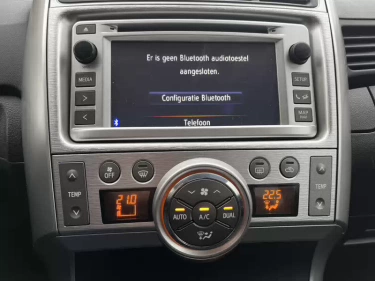 Er is geen Bluetooth audiotoestel
aangesloten.
MEDIA
SETUP
Configuratie Bluetooth
MAP
Telefoon
OFF
TEMP
TEMP
21.0
22.5
AUTO
A/C
DUAL